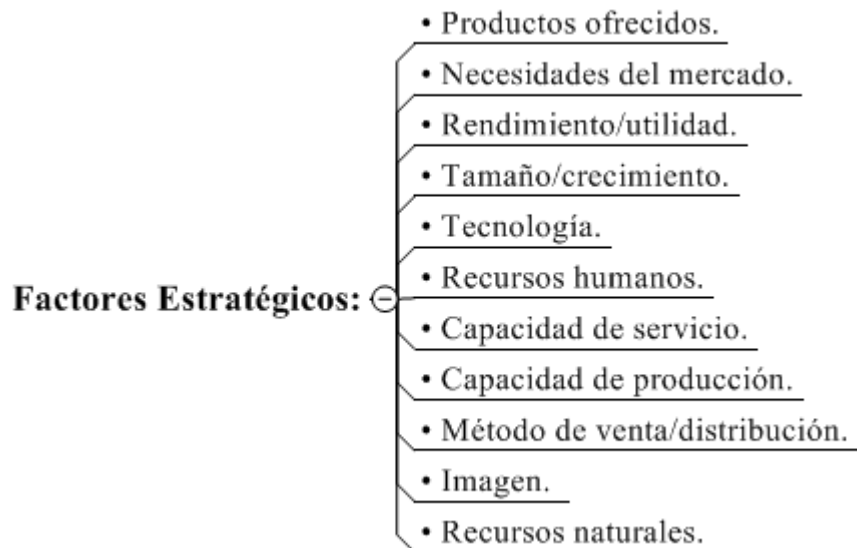 • Productos ofrecidos.
• Necesidades del mercado.
• Rendimiento/utilidad.
• Tamaño/crecimiento.
• Tecnología.
Factores Estratégicos:
• Recursos humanos.
• Capacidad de servicio.
• Capacidad de producción.
• Método de venta/distribución.
• Imagen.
• Recursos naturales.